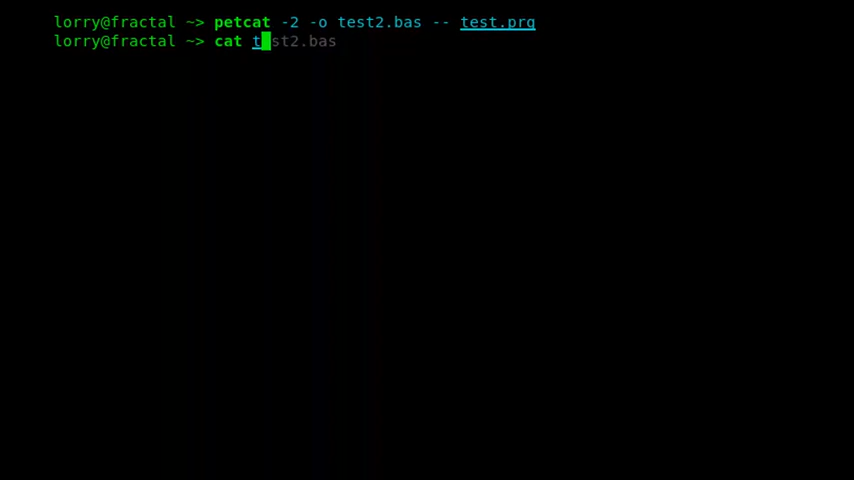 lorry@fractal ~> petcat -2 -o test2.bas -- test.prg
lorry@fractal ~> cat test2.bas